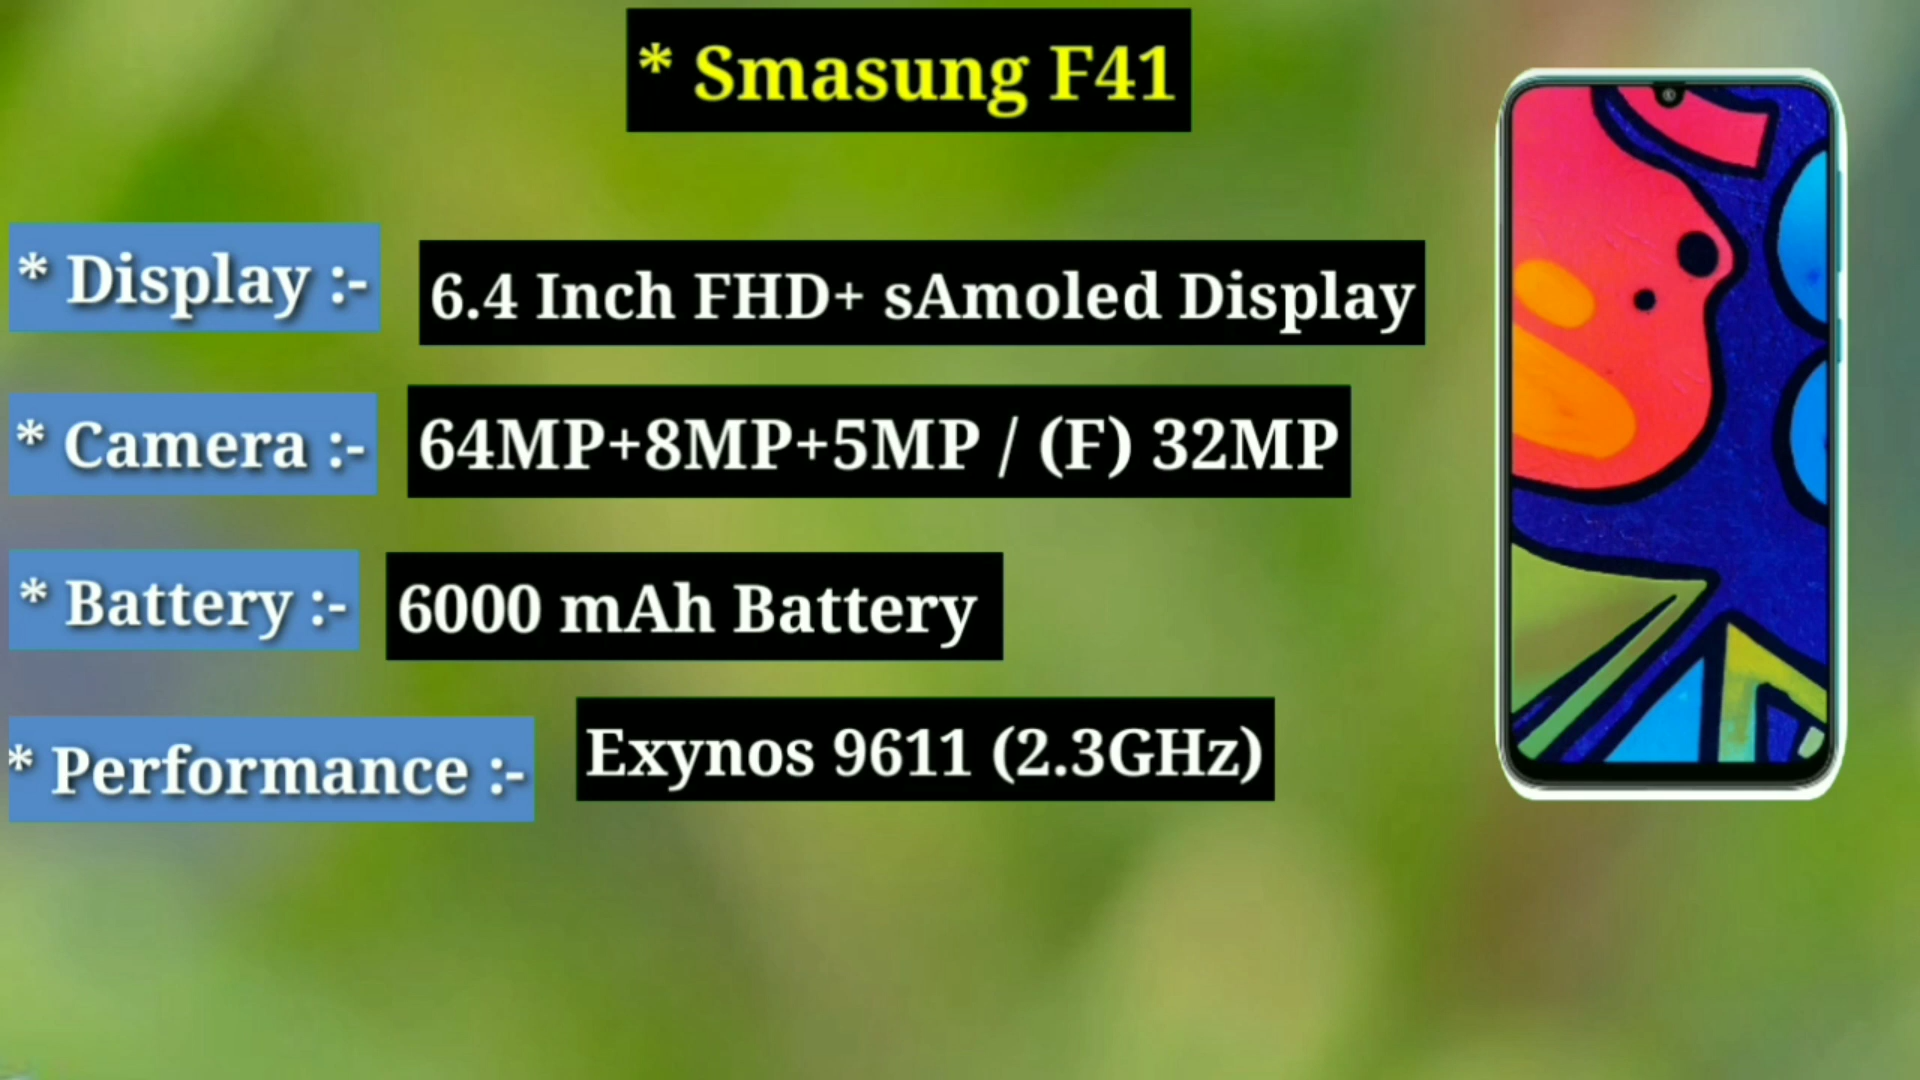 * Smasung F41
* Display :- 6.4 Inch FHD+ sAmoled Display
* Camera :- 64MP+8MP+5MP / (F) 32MP
* Battery :- 6000 mAh Battery
* Performance :- Exynos 9611 (2.3GHz)